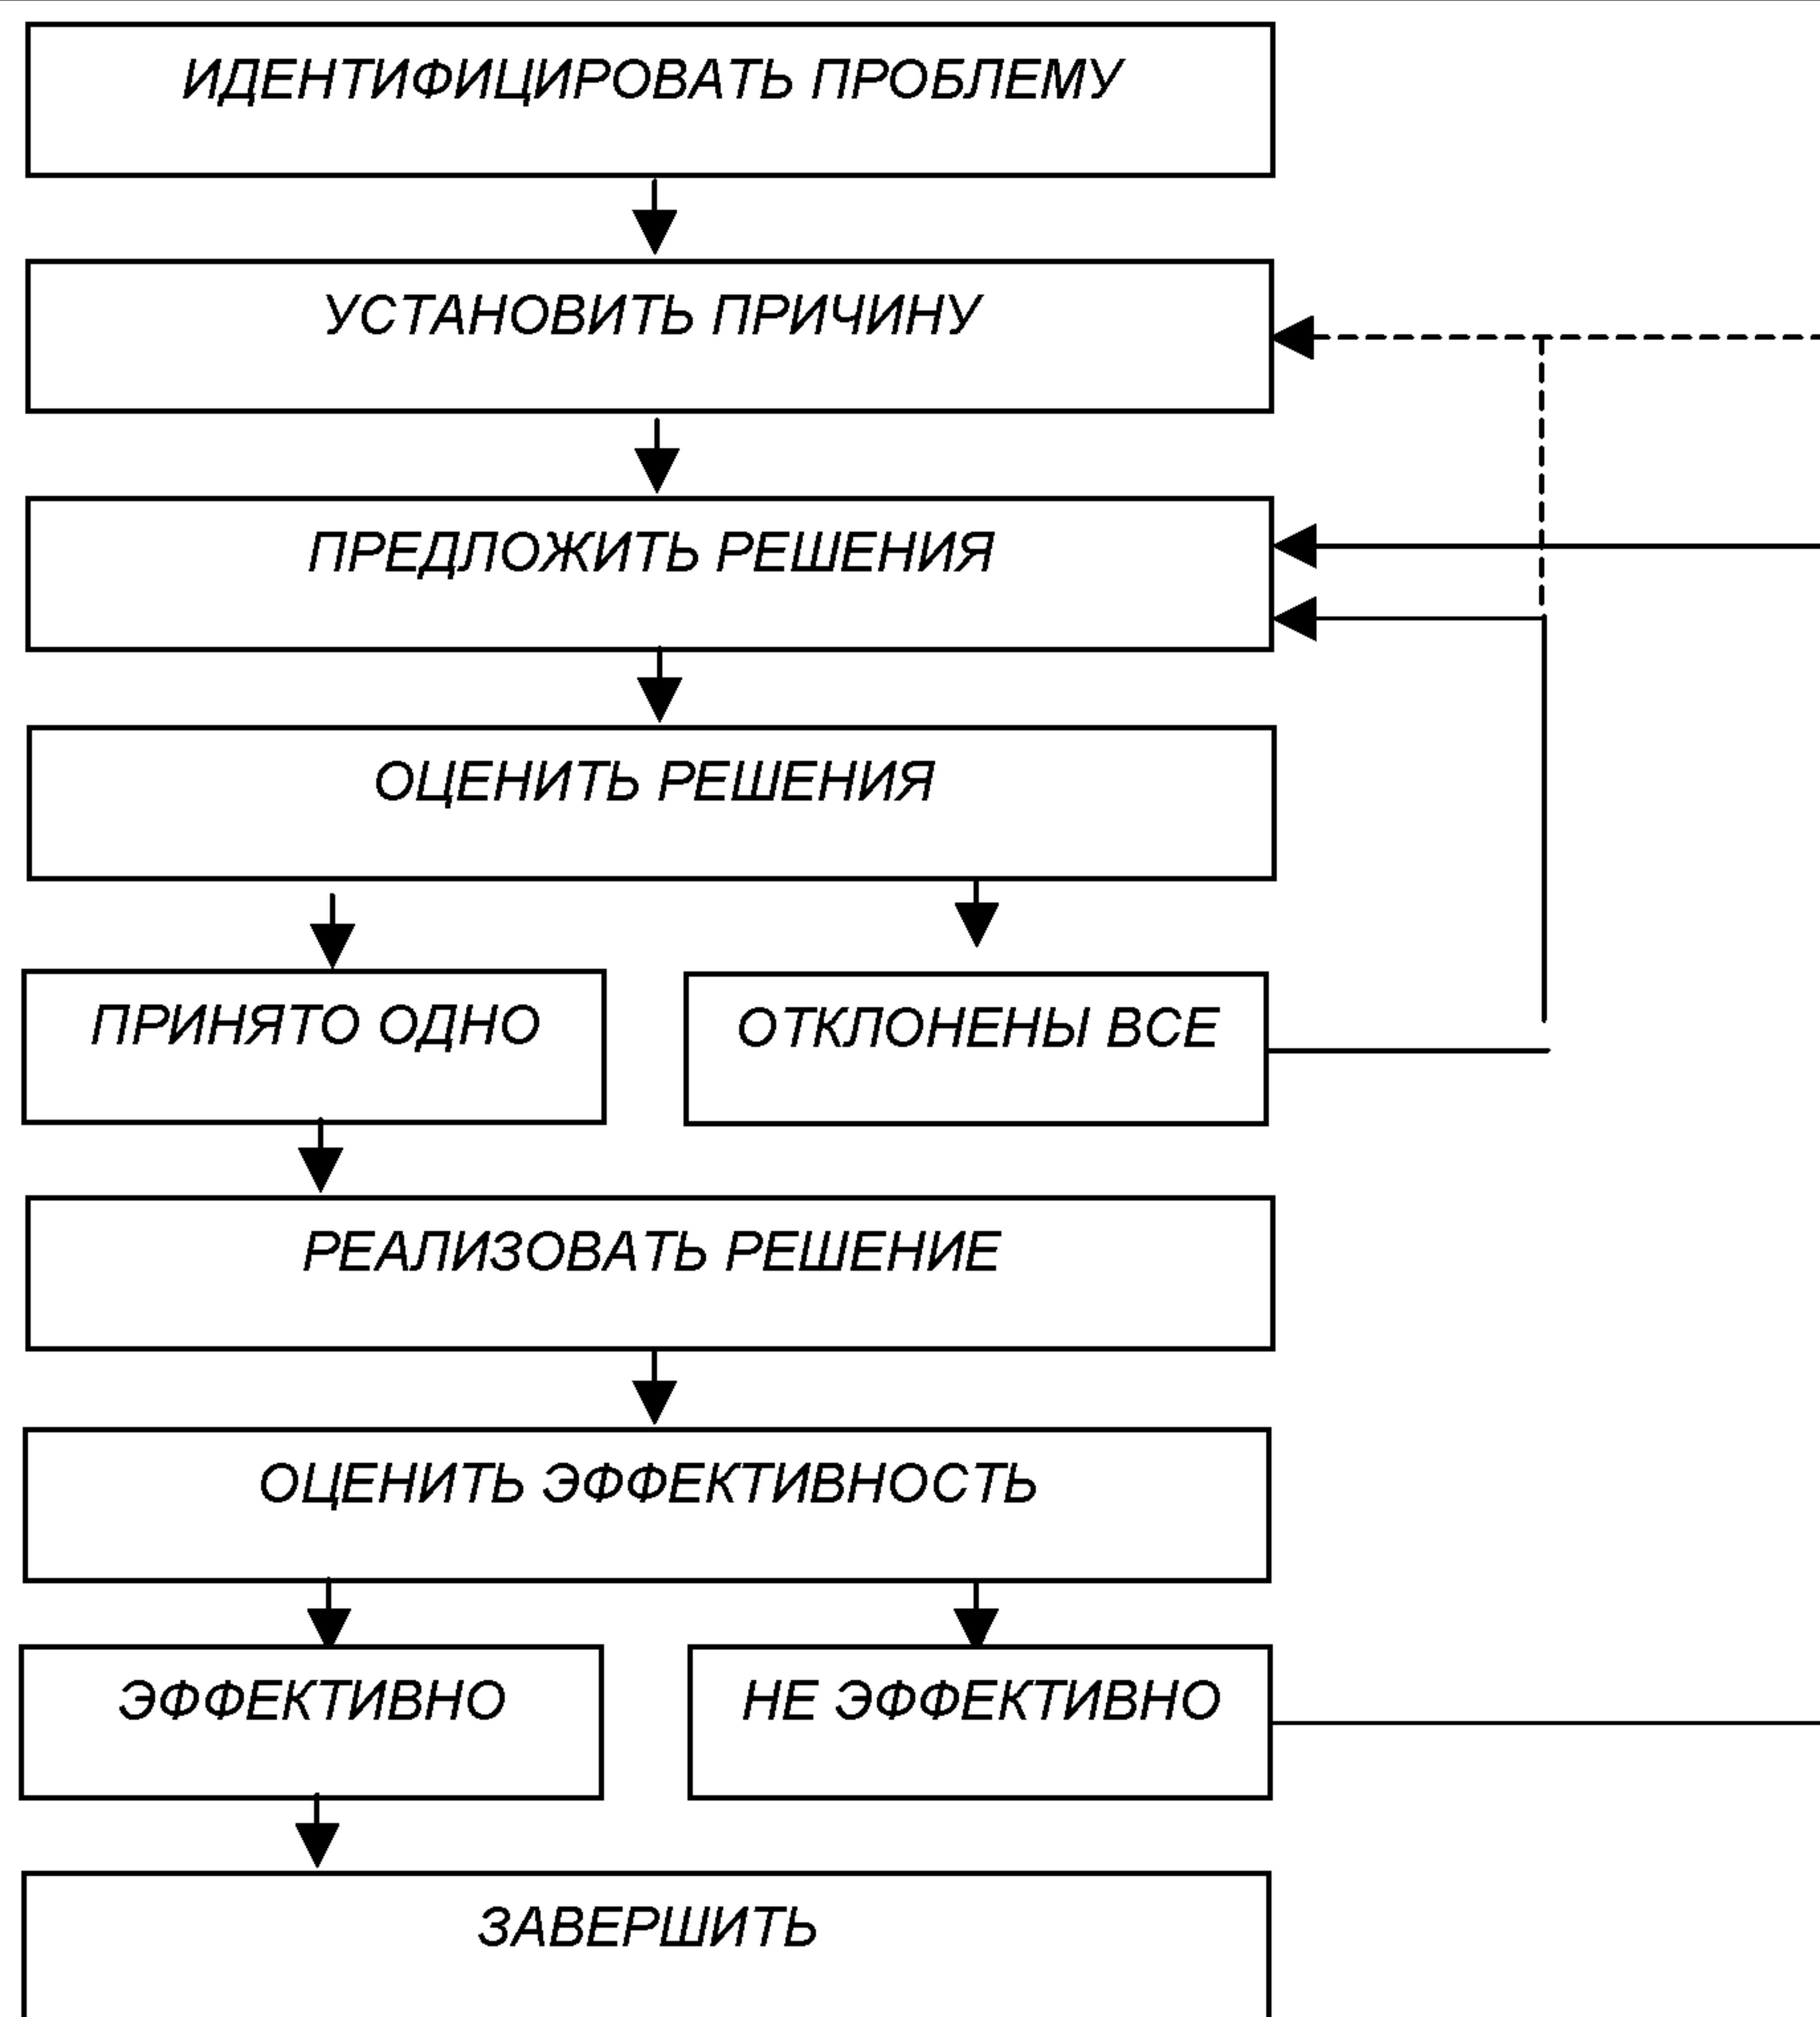 ИДЕНТИФИЦИРОВАТЬ ПРОБЛЕМУ
УСТАНОВИТЬ ПРИЧИНУ
ПРЕДЛОЖИТЬ РЕШЕНИЯ
ОЦЕНИТЬ РЕШЕНИЯ
ПРИНЯТО ОДНО
ОТКЛОНЕНЫ ВСЕ
РЕАЛИЗОВАТЬ РЕШЕНИЕ
ОЦЕНИТЬ ЭФФЕКТИВНОСТЬ
ЭФФЕКТИВНО
НЕ ЭФФЕКТИВНО
ЗАВЕРШИТЬ